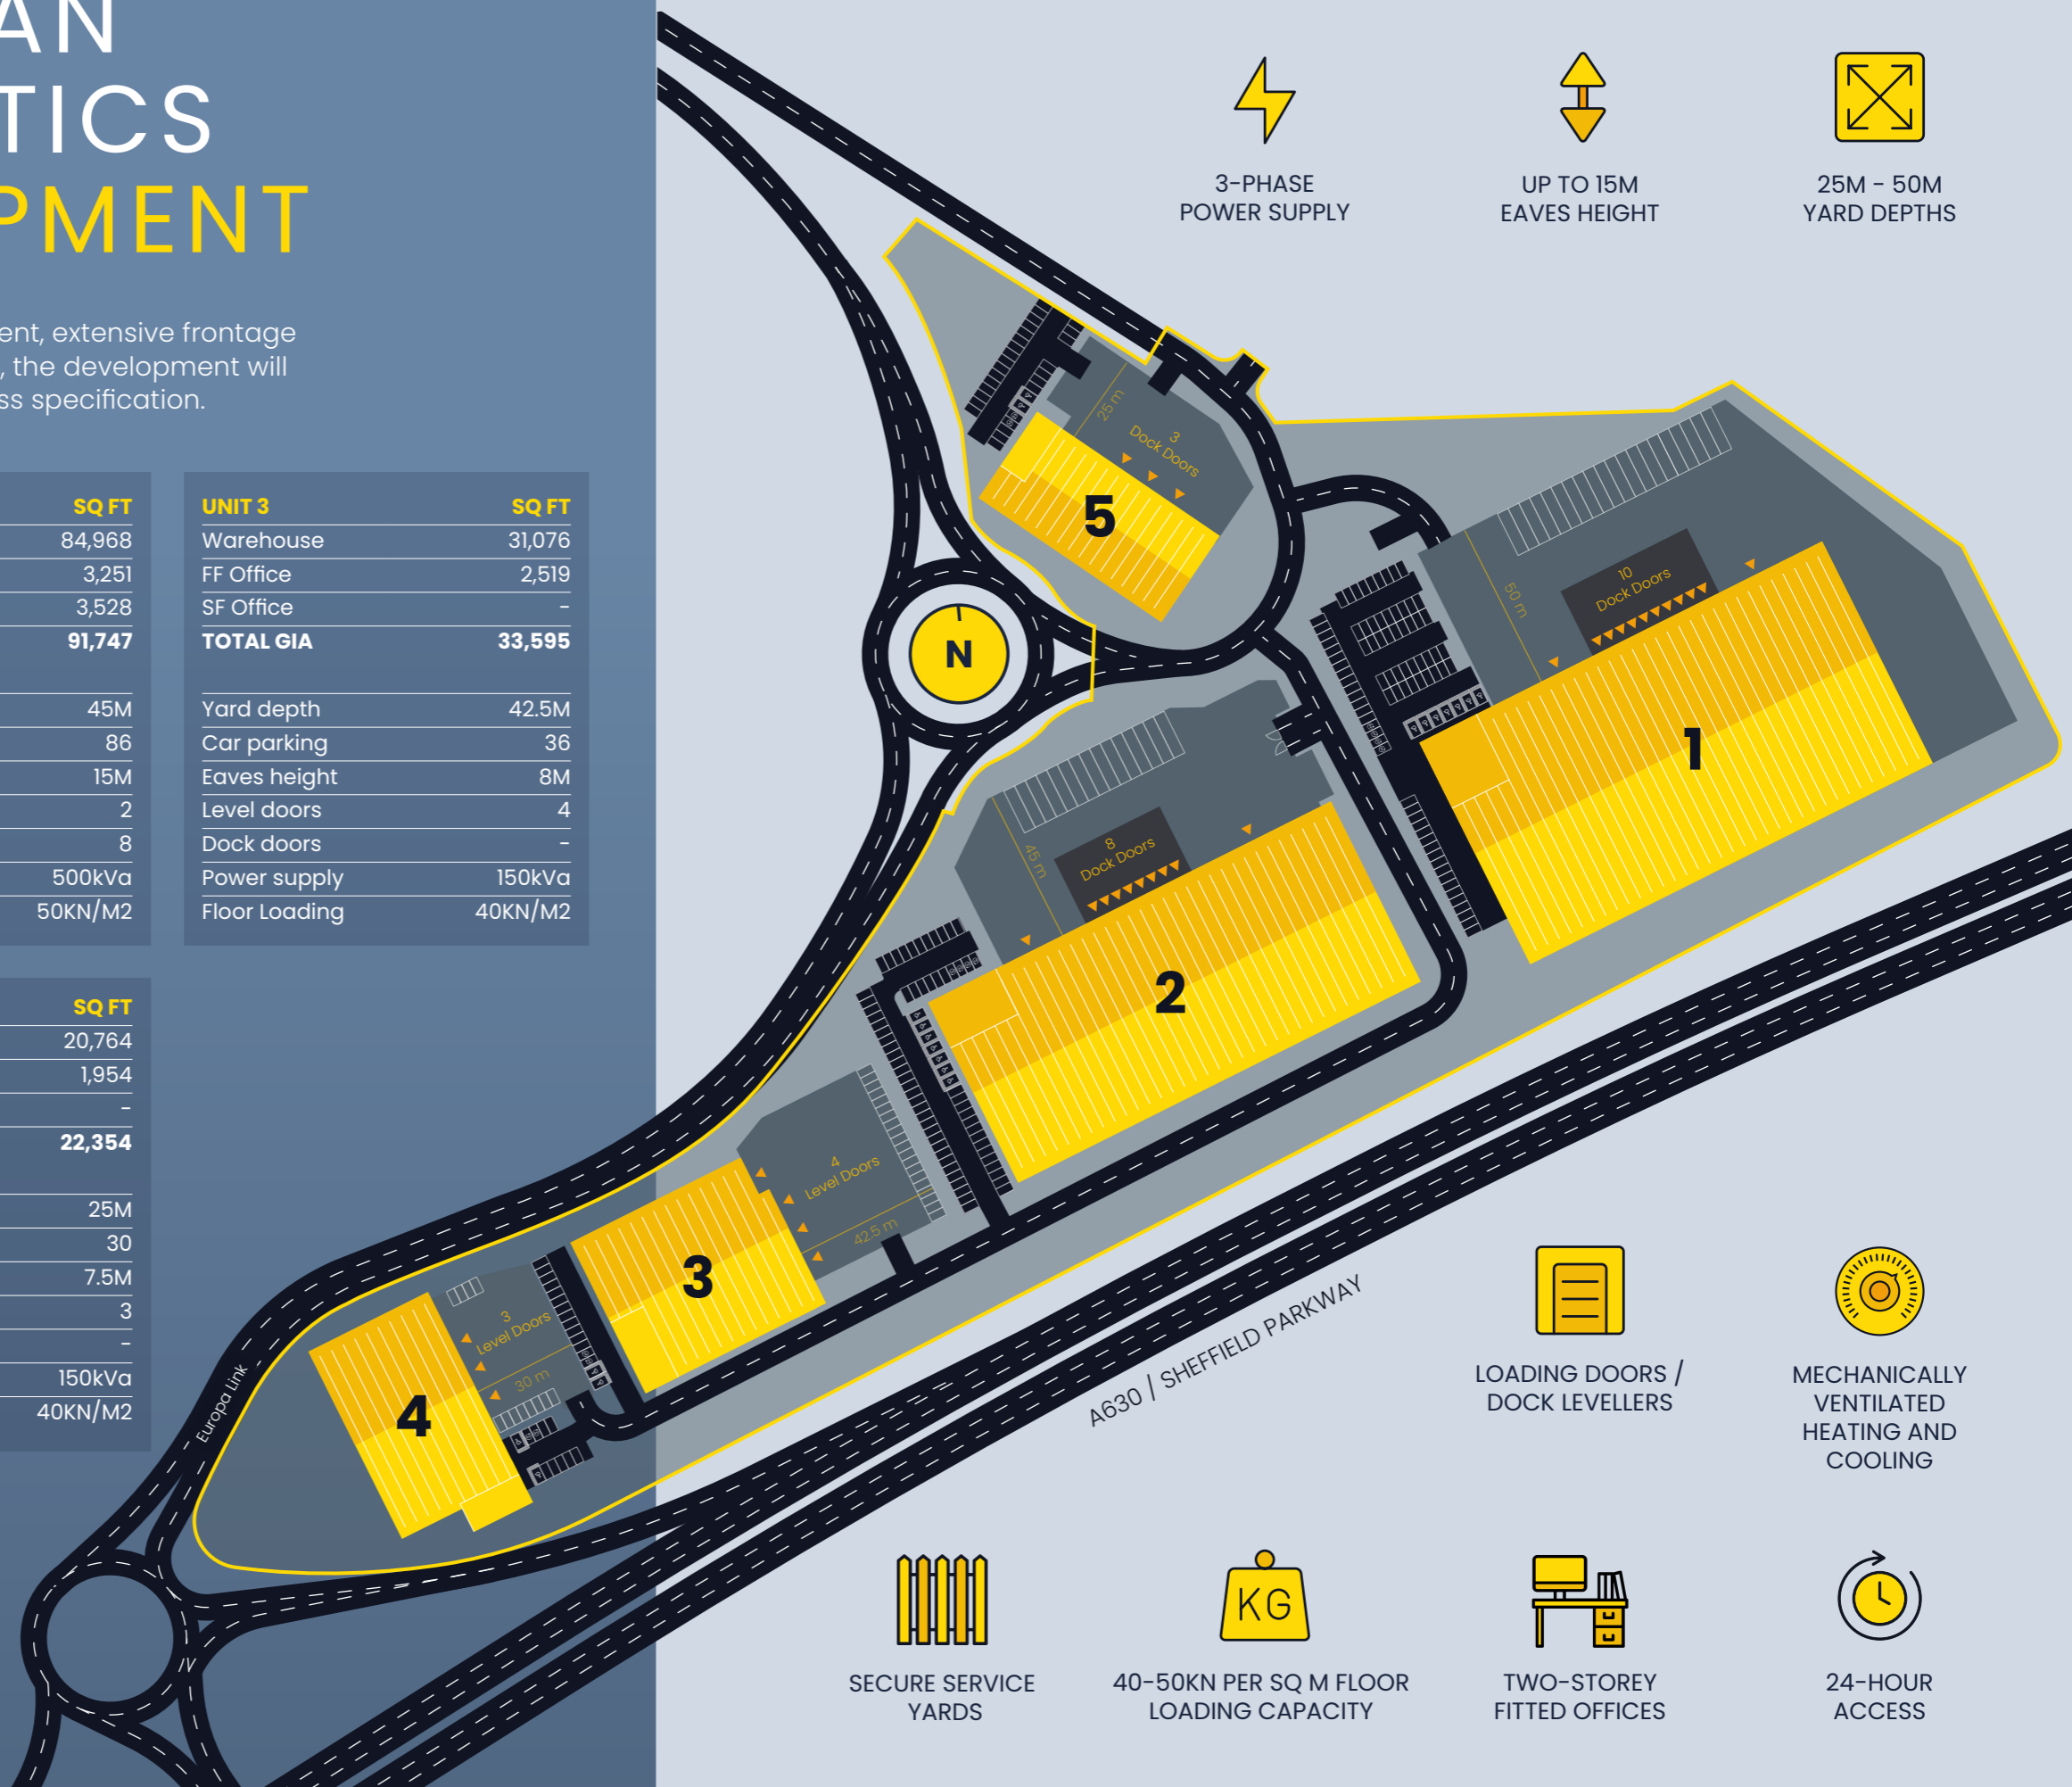 AN
TICS
PMENT
ent, extensive frontage
, the development will
ss specification.
SQ FT
84,968
3,251
3,528
91,747
45M
86
15M
2
8
500kVa
50KN/M2
UNIT 3 SQ FT
Warehouse 31,076
FF Office 2,519
SF Office -
TOTAL GIA 33,595
Yard depth 42.5M
Car parking 36
Eaves height 8M
Level doors 4
Dock doors -
Power supply 150kVa
Floor Loading 40KN/M2
SQ FT
20,764
1,954
-
22,354
25M
30
7.5M
3
-
150kVa
40KN/M2
3-PHASE
POWER SUPPLY
UP TO 15M
EAVES HEIGHT
25M - 50M
YARD DEPTHS
25 m
3
Dock Doors
5
N
50 m
10
Dock Doors
1
45 m
8
Dock Doors
2
4
Level Doors
42.5 m
3
3
Level Doors
30 m
4
Europa Link
A630 / SHEFFIELD PARKWAY
LOADING DOORS /
DOCK LEVELLERS
MECHANICALLY
VENTILATED
HEATING AND
COOLING
SECURE SERVICE
YARDS
KG
40-50KN PER SQ M FLOOR
LOADING CAPACITY
TWO-STOREY
FITTED OFFICES
24-HOUR
ACCESS